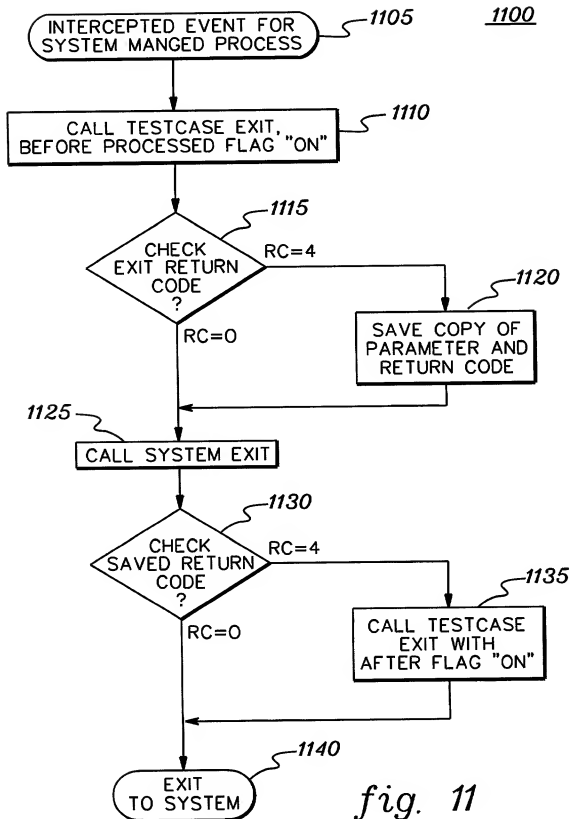 INTERCEPTED EVENT FOR
SYSTEM MANGED PROCESS
1105
1100
CALL TESTCASE EXIT,
BEFORE PROCESSED FLAG "ON"
1110
CHECK
EXIT RETURN
CODE
?
1115
RC=4
RC=0
1120
SAVE COPY OF
PARAMETER AND
RETURN CODE
1125
CALL SYSTEM EXIT
1130
CHECK
SAVED RETURN
CODE
?
RC=4
RC=0
1135
CALL TESTCASE
EXIT WITH
AFTER FLAG "ON"
1140
EXIT
TO SYSTEM
fig. 11